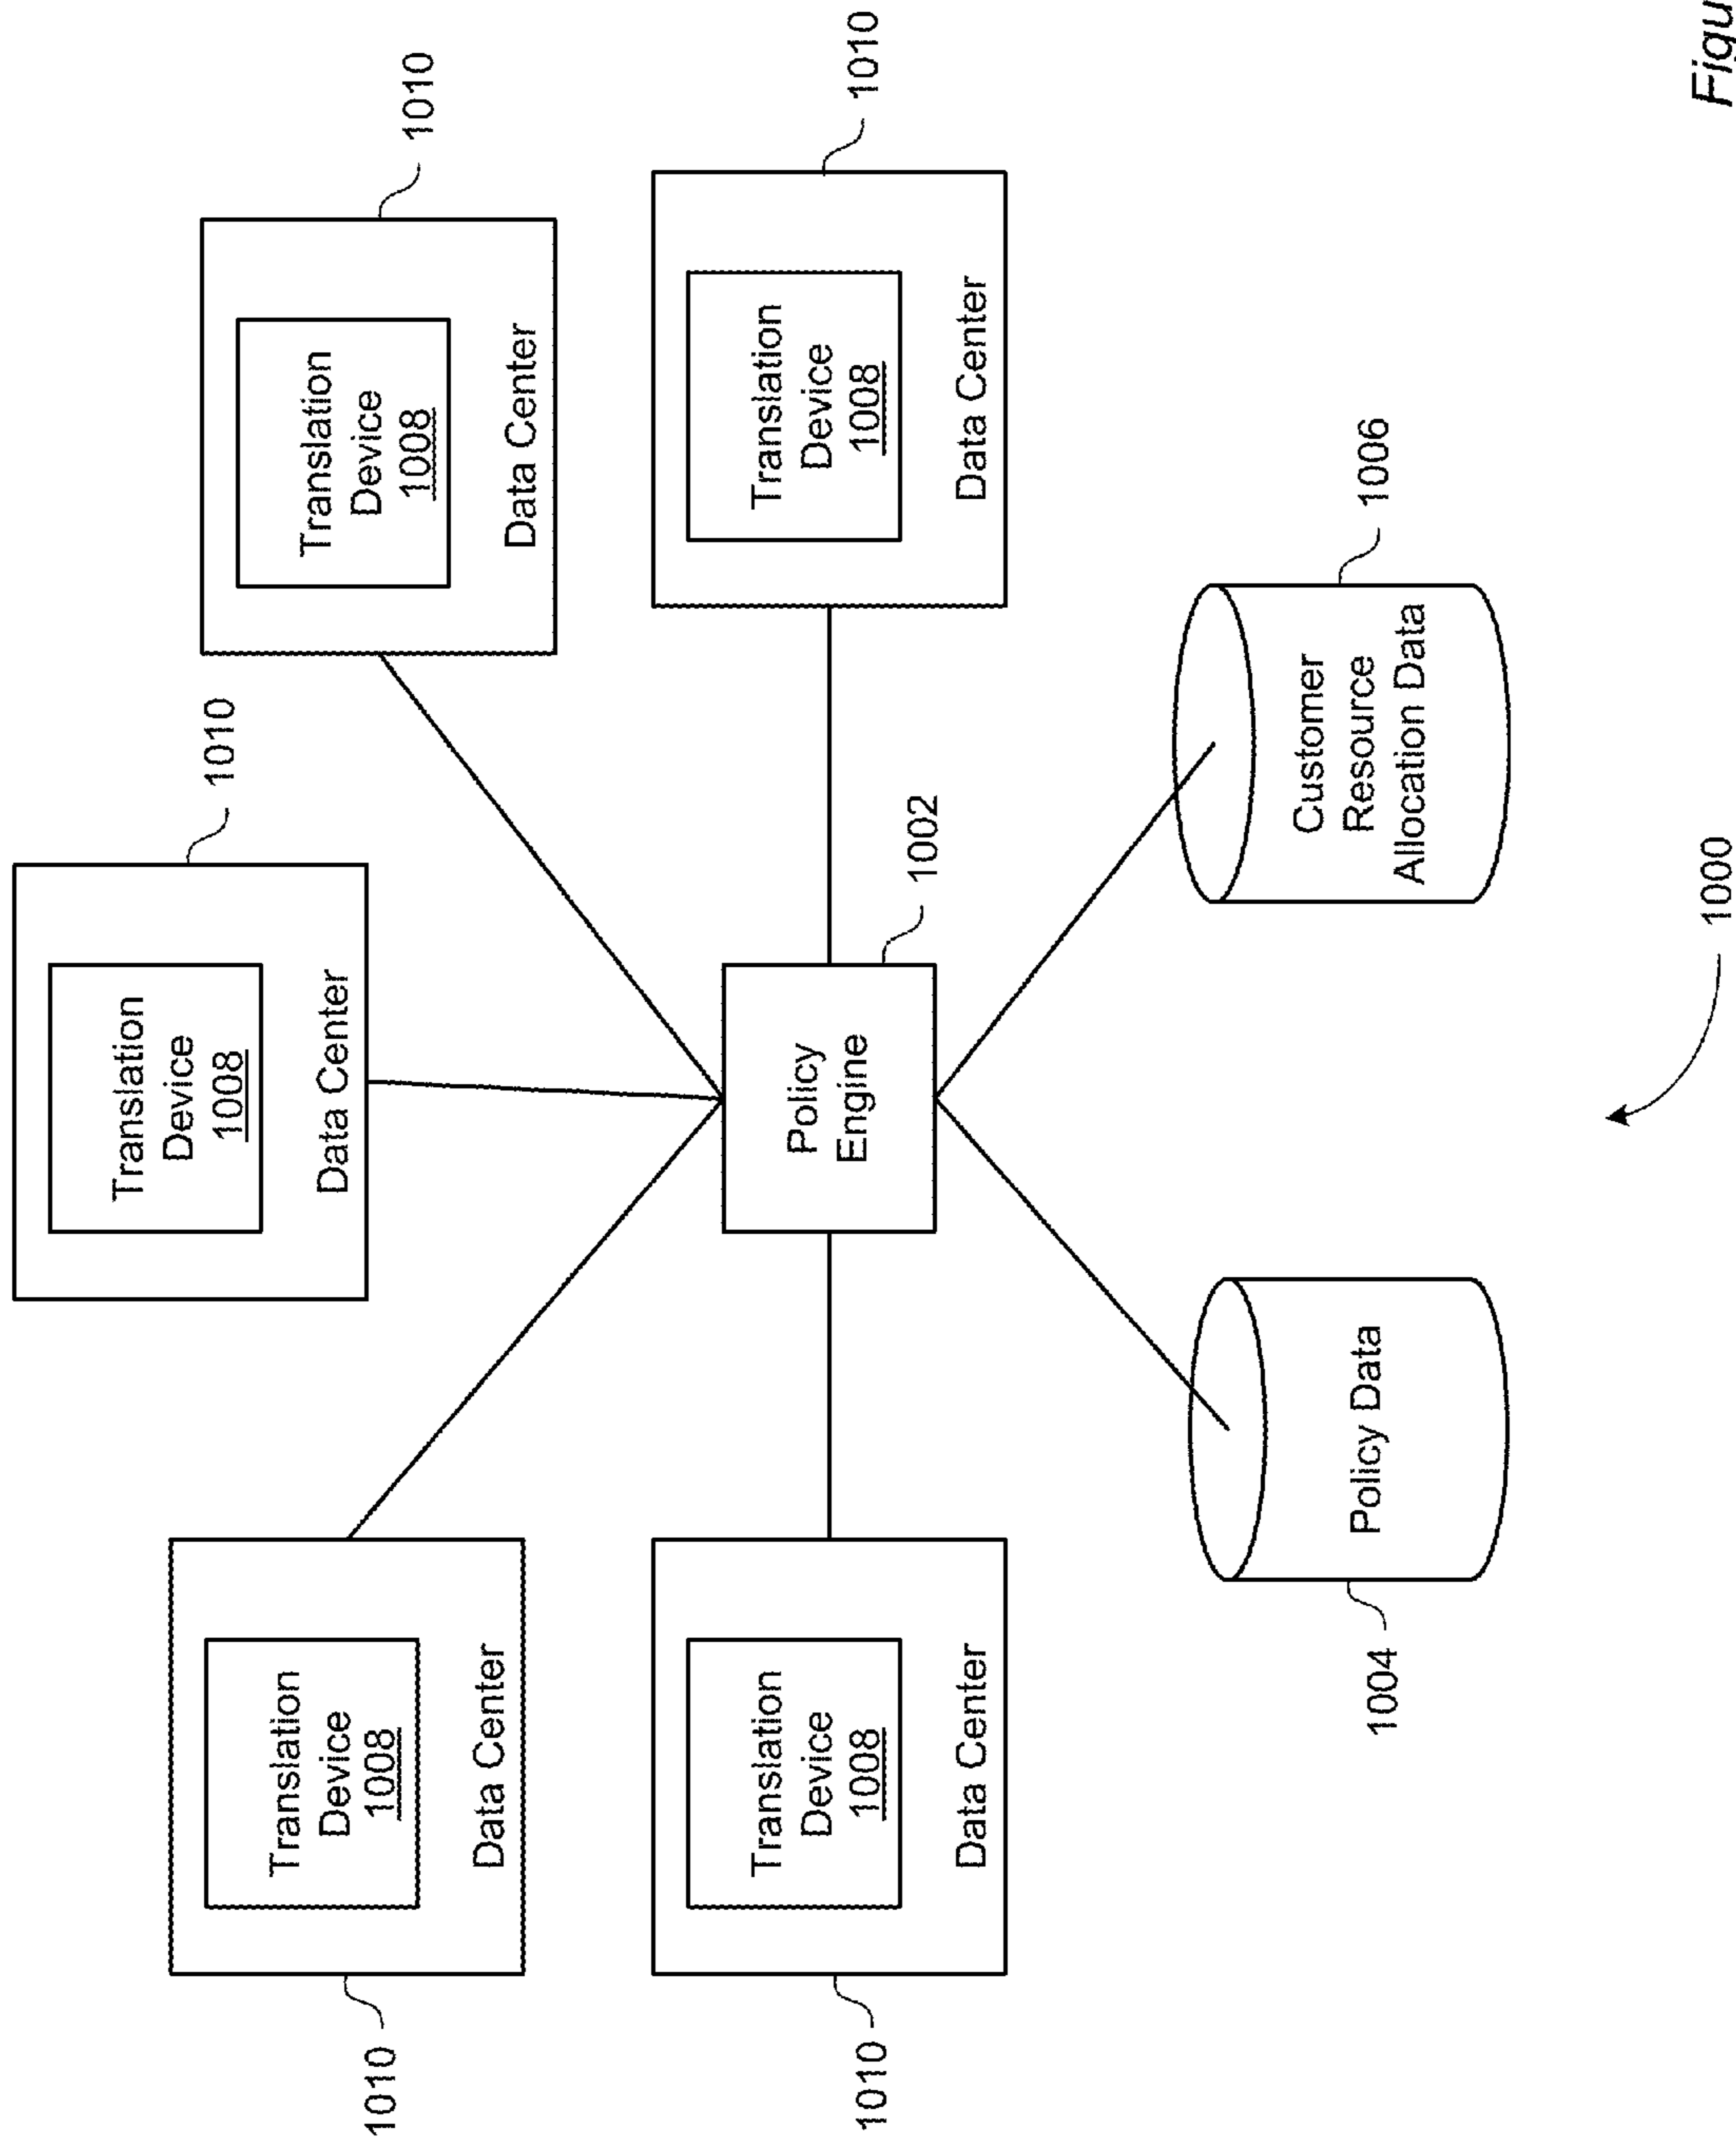 1010
Translation
Device
1008
Data Center
1010
Translation
Device
1008
Data Center
1010
Translation
Device
1008
Data Center
1010
Translation
Device
1008
Data Center
1010
Translation
Device
1008
Data Center
Policy
Engine
1002
1004
Policy Data
Customer
Resource
Allocation Data
1006
1000